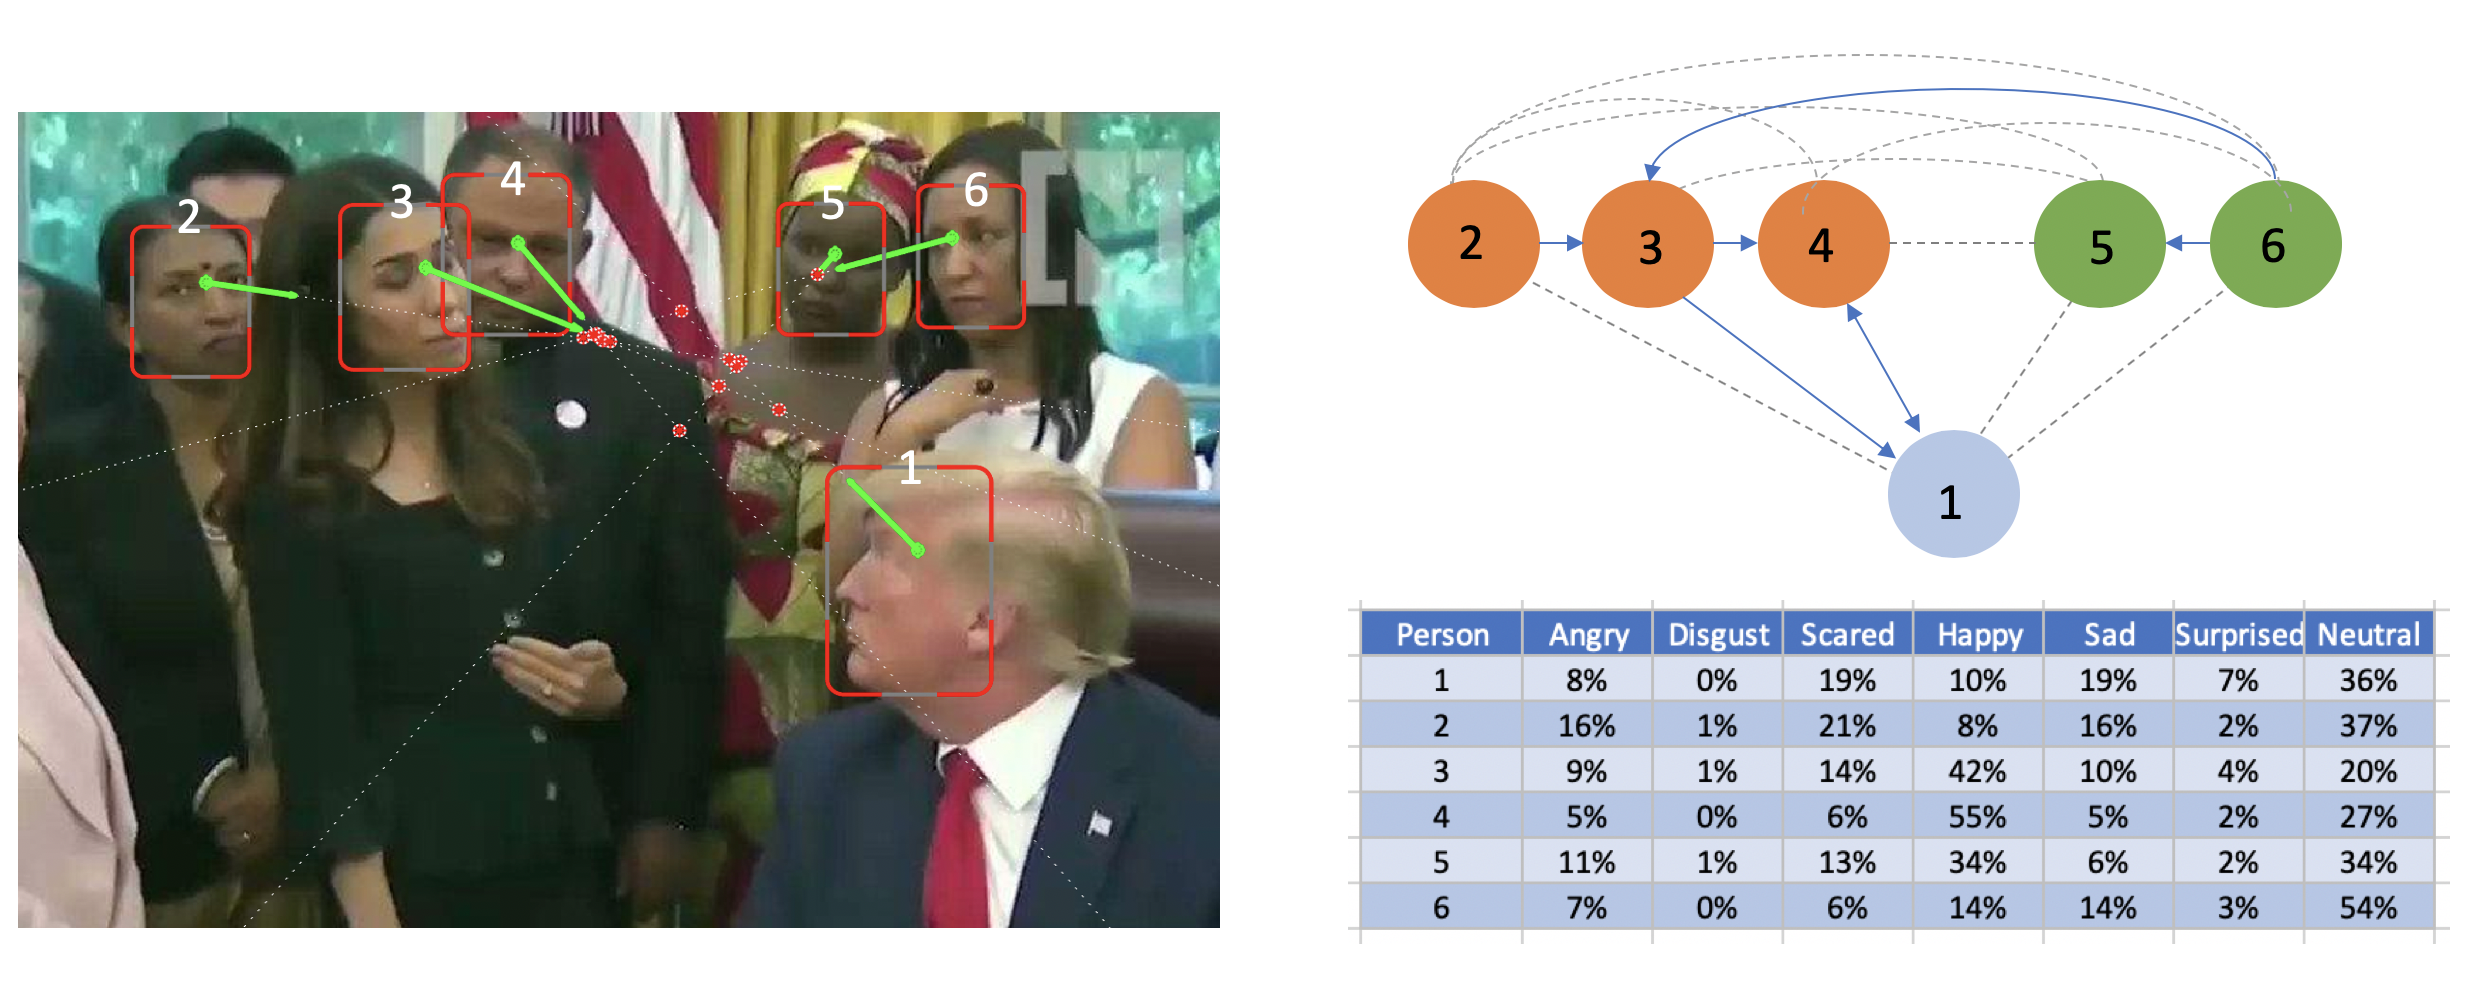 2
3
4
5
6
1
2
3
4
5
6
1
Person Angry Disgust Scared Happy Sad Surprised Neutral
1 8% 0% 19% 10% 19% 7% 36%
2 16% 1% 21% 8% 16% 2% 37%
3 9% 1% 14% 42% 10% 4% 20%
4 5% 0% 6% 55% 5% 2% 27%
5 11% 1% 13% 34% 6% 2% 34%
6 7% 0% 6% 14% 14% 3% 54%